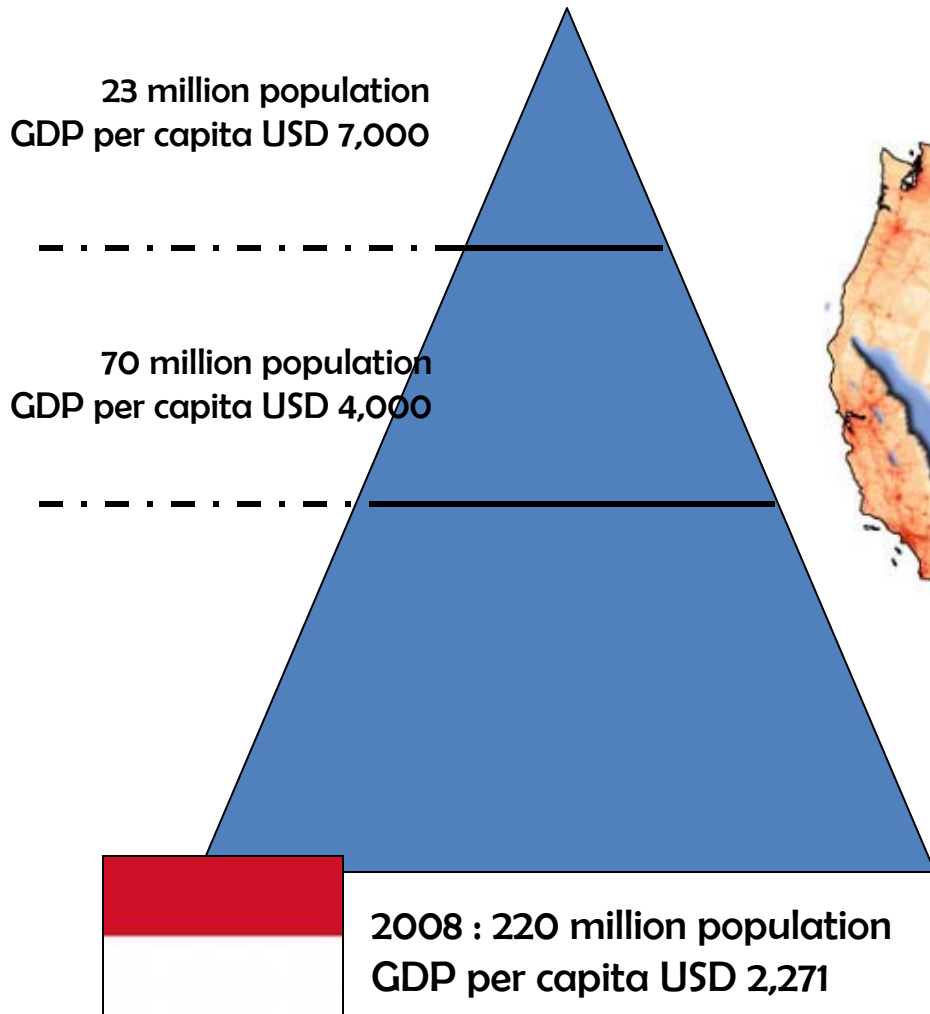 23 million population
GDP per capita USD 7,000
70 million population
GDP per capita USD 4,000
2008 : 220 million population
GDP per capita USD 2,271